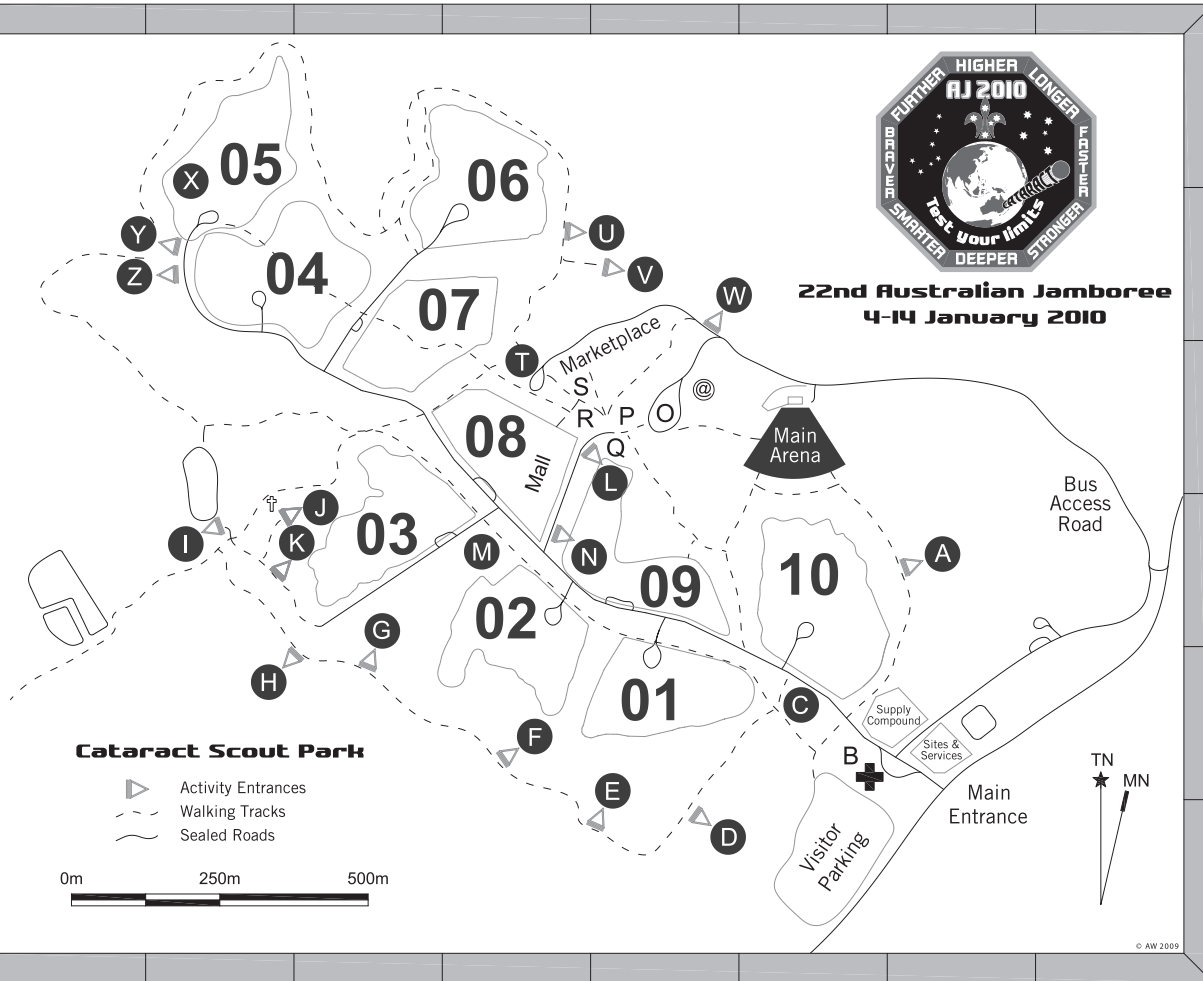 HIGHER
FURTHER
LONGER
AJ 2010
BRAVER
FASTER
CATARACT
Test your limits
SMARTER
STRONGER
DEEPER
22nd Australian Jamboree
4-14 January 2010
05
X
06
Y
U
Z
04
V
07
W
Marketplace
T
S
@
R
P
O
08
Q
Main
Arena
Mall
L
Bus
Access
Road
J
03
I
K
M
N
10
A
09
02
G
H
01
C
Supply
Compound
F
Sites &
Services
B
E
D
Main
Entrance
Visitor
Parking
TN
MN
Cataract Scout Park
Activity Entrances
Walking Tracks
Sealed Roads
0m
250m
500m
© AW 2009